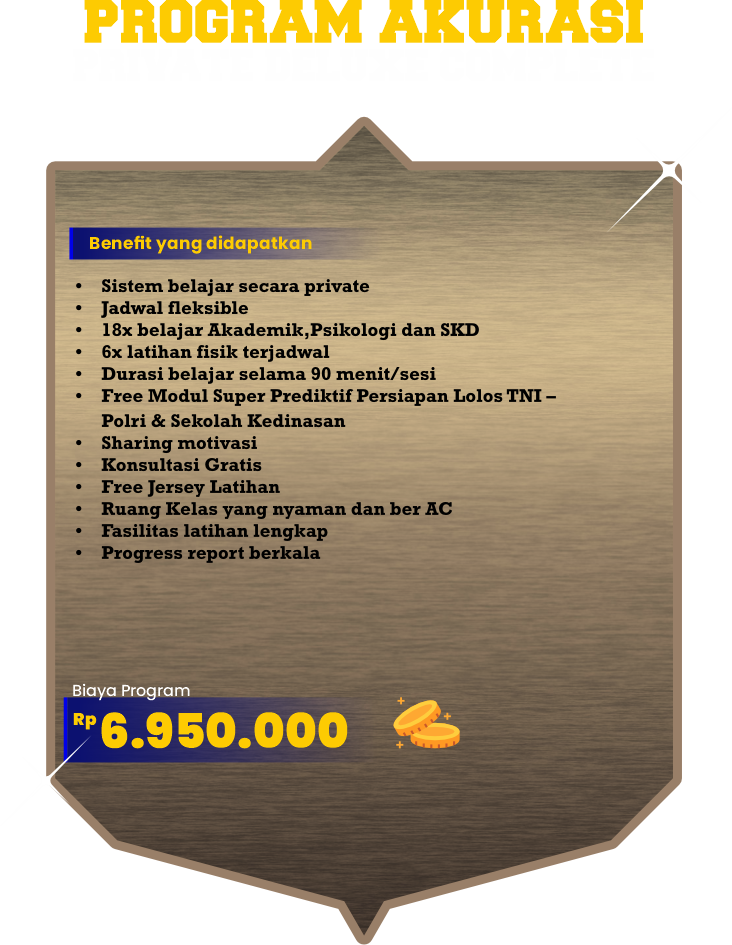 PROGRAM AKURASI
Benefit yang didapatkan
• Sistem belajar secara private
• Jadwal fleksible
• 18x belajar Akademik,Psikologi dan SKD
• 6x latihan fisik terjadwal
• Durasi belajar selama 90 menit/sesi
• Free Modul Super Prediktif Persiapan Lolos TNI –
Polri & Sekolah Kedinasan
• Sharing motivasi
• Konsultasi Gratis
• Free Jersey Latihan
• Ruang Kelas yang nyaman dan ber AC
• Fasilitas latihan lengkap
• Progress report berkala
Biaya Program
Rp 6.950.000